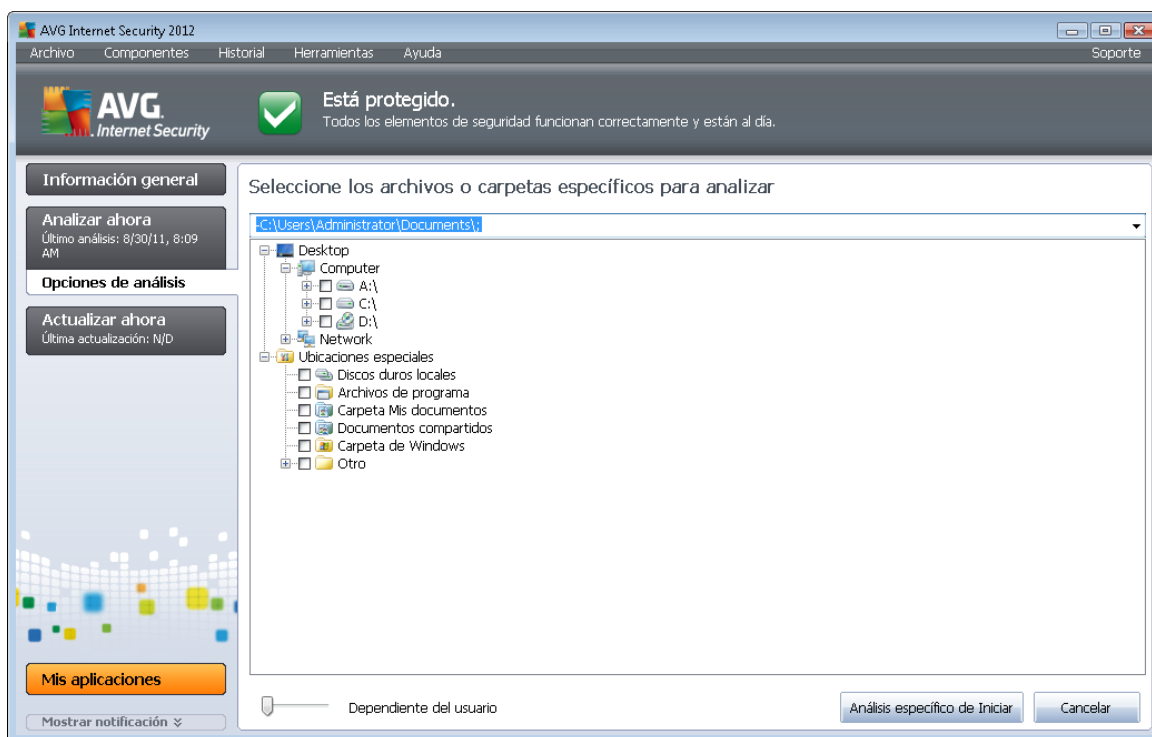 AVG Internet Security 2012
Archivo Componentes Historial Herramientas Ayuda Soporte
AVG.
Internet Security
Está protegido.
Todos los elementos de seguridad funcionan correctamente y están al día.
Información general
Analizar ahora
Último análisis: 8/30/11, 8:09
AM
Opciones de análisis
Actualizar ahora
Última actualización: N/D
Seleccione los archivos o carpetas específicos para analizar
-C:\Users\Administrator\Documents\;
Desktop
Computer
A:\
C:\
D:\
Network
Ubicaciones especiales
Discos duros locales
Archivos de programa
Carpeta Mis documentos
Documentos compartidos
Carpeta de Windows
Otro
Mis aplicaciones
Mostrar notificación
Dependiente del usuario
Análisis específico de Iniciar
Cancelar